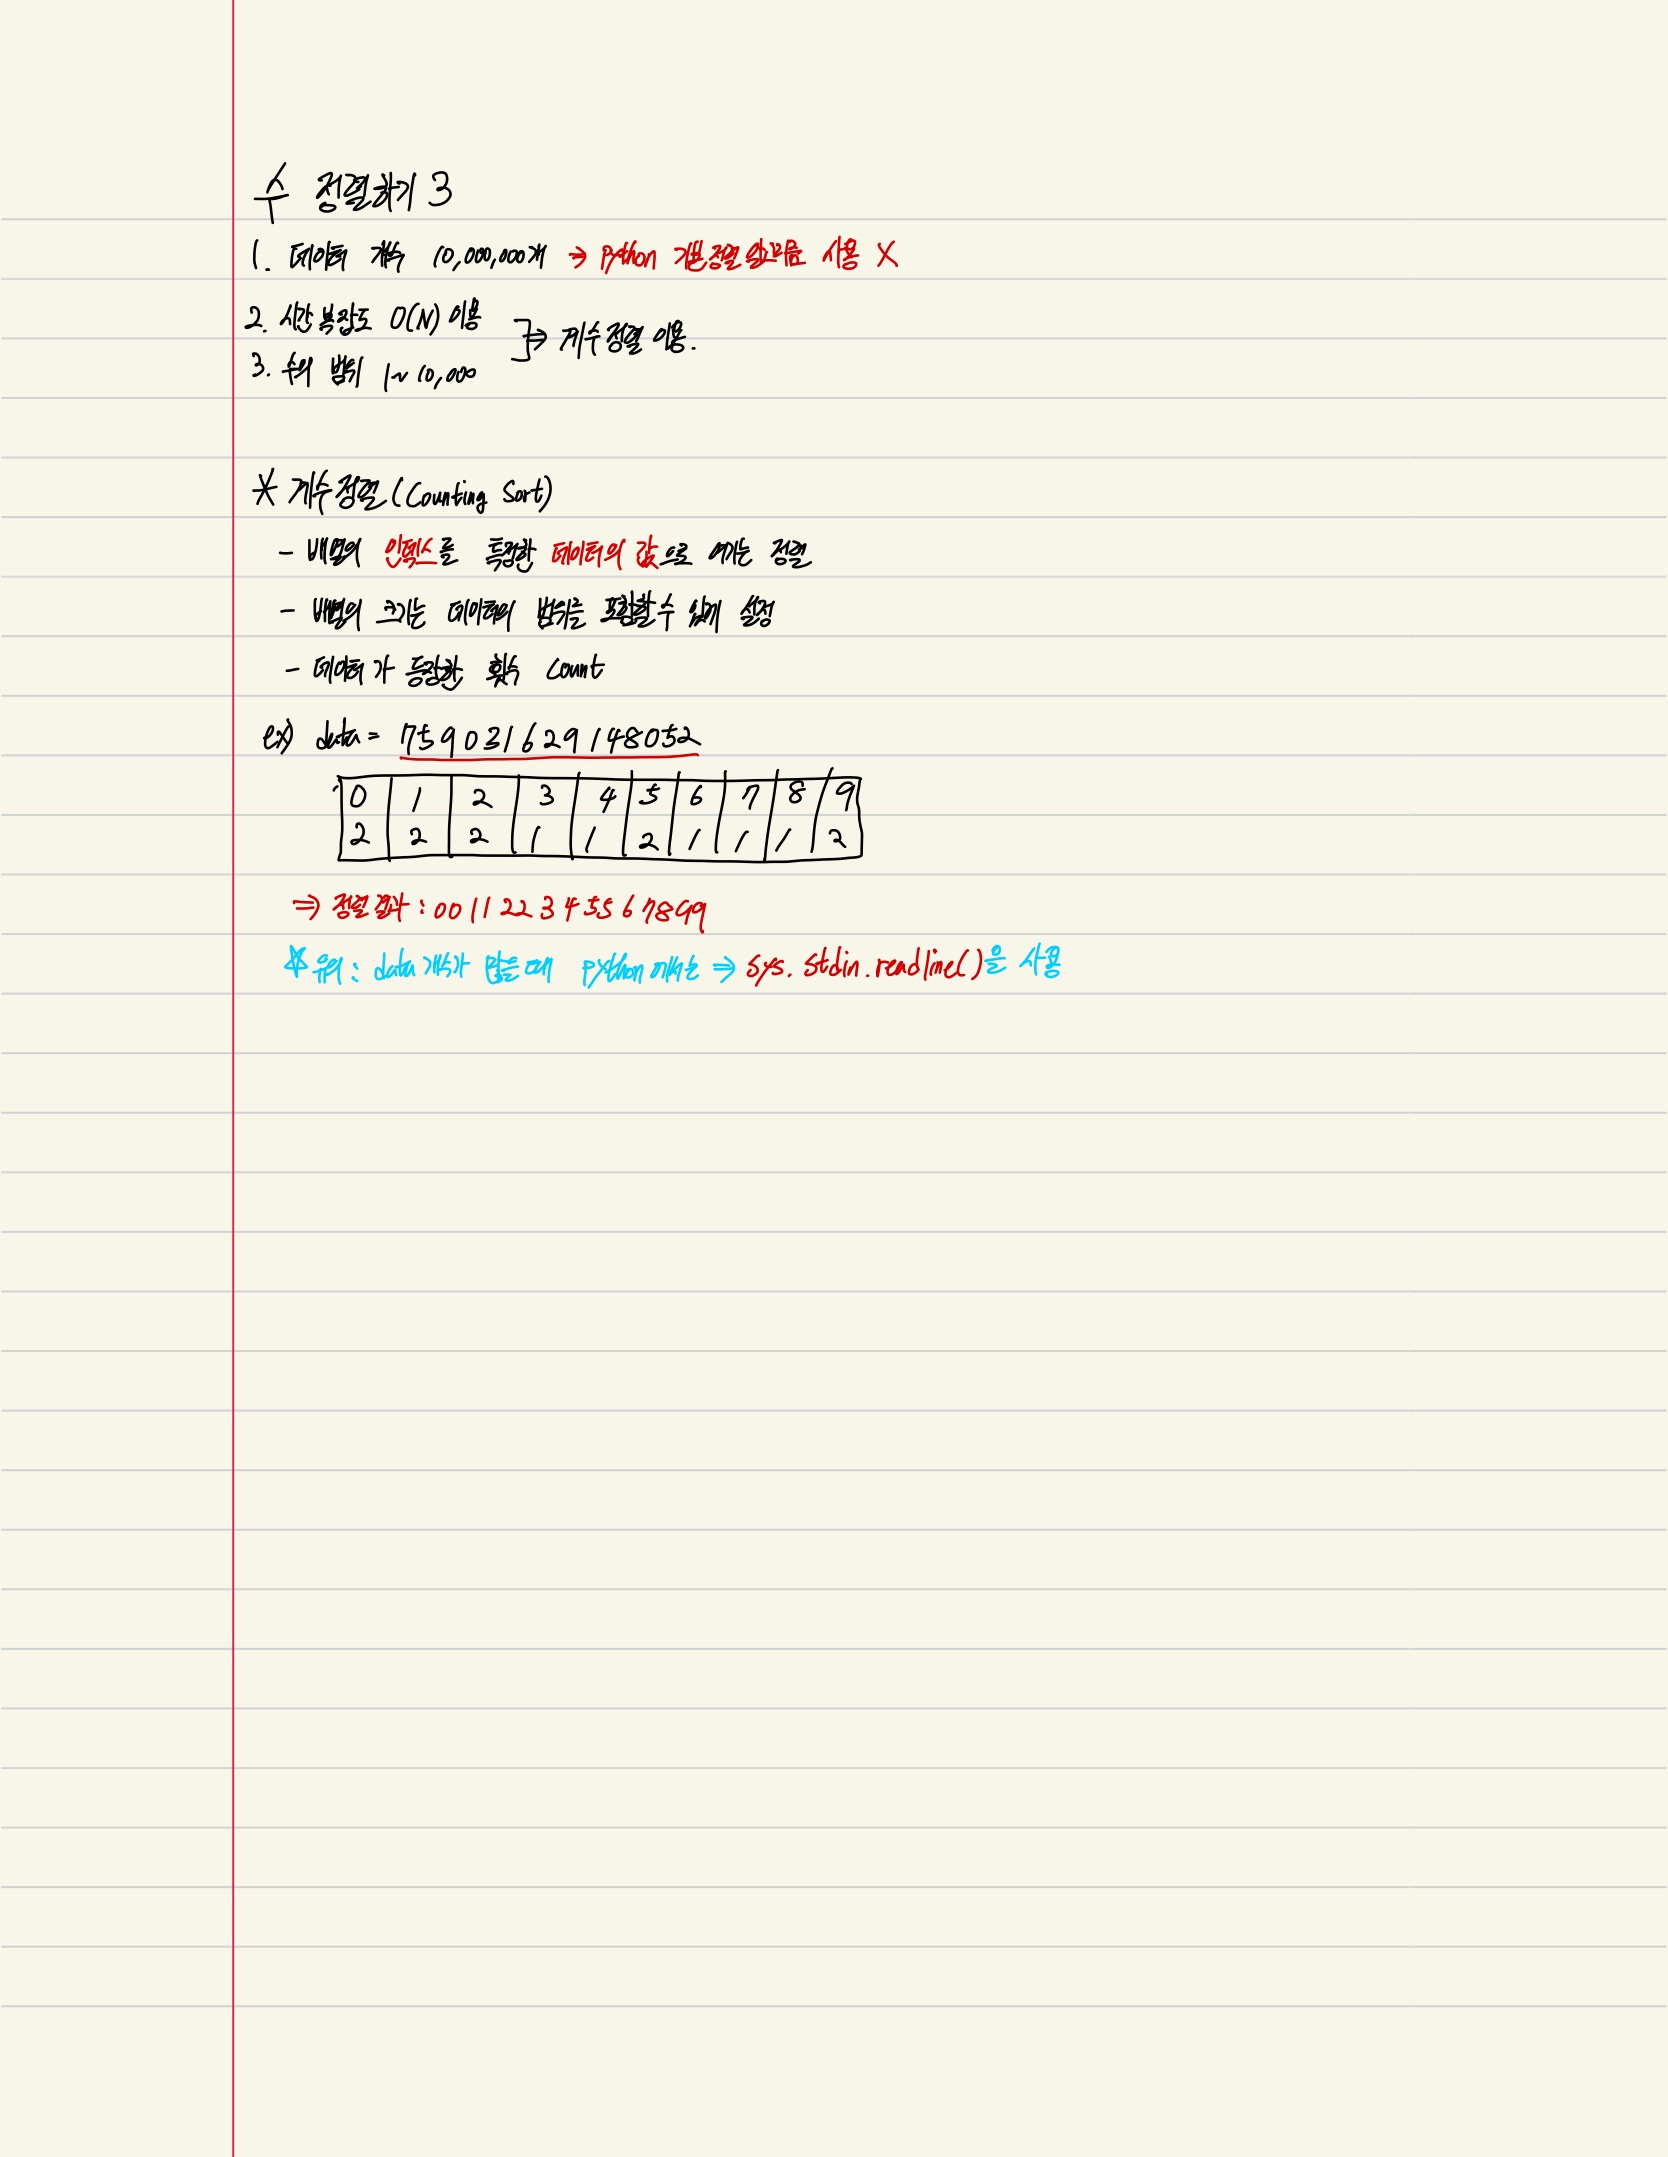 수 정렬하기 3
1. 데이터 개수 10,000,000개 → Python 기본정렬 알고리즘 사용 X
2. 시간 복잡도 O(N) 이용
⇒ 계수 정렬 이용.
3. 수의 범위 1~10,000
* 계수정렬 (Counting Sort)
- 배열의 인덱스를 특정한 데이터의 값으로 여기는 정렬
- 배열의 크기는 데이터의 범위를 포함할 수 있게 설정
- 데이터가 등장한 횟수 Count
ex) data = 759031629148052
0 1 2 3 4 5 6 7 8 9
2 2 2 1 1 2 1 1 1 2
⇒ 정렬 결과 : 001122345567899
☆ 유의 : data 개수가 많을 때 python에서는 ⇒ sys.stdin.readline()을 사용